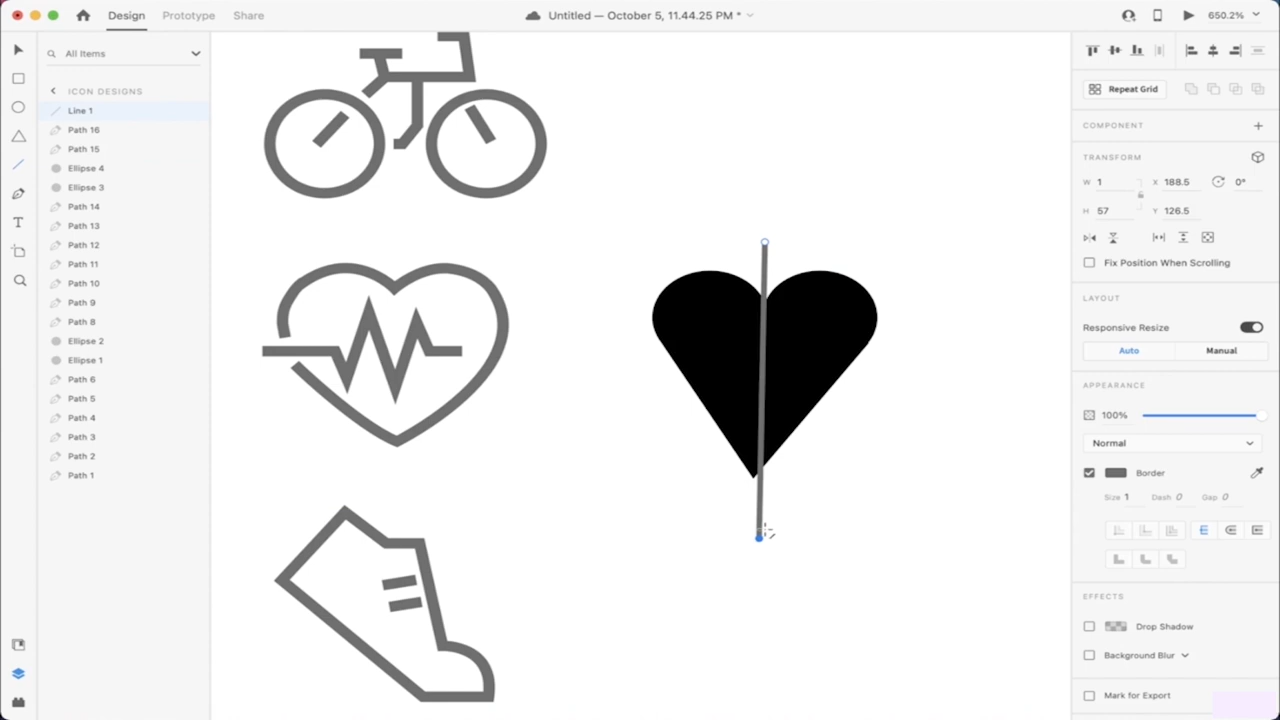 Design Prototype Share Untitled — October 5, 11.44.25 PM * 650.2%
All Items
ICON DESIGNS
Line 1
Path 16
Path 15
Ellipse 4
Ellipse 3
Path 14
Path 13
Path 12
Path 11
Path 10
Path 9
Path 8
Ellipse 2
Ellipse 1
Path 6
Path 5
Path 4
Path 3
Path 2
Path 1
T
Repeat Grid
COMPONENT
TRANSFORM
W 1 X 188.5 0°
H 57 Y 126.5
Fix Position When Scrolling
LAYOUT
Responsive Resize
Auto Manual
APPEARANCE
100%
Normal
Border
Size 1 Dash 0 Gap 0
EFFECTS
Drop Shadow
Background Blur
Mark for Export